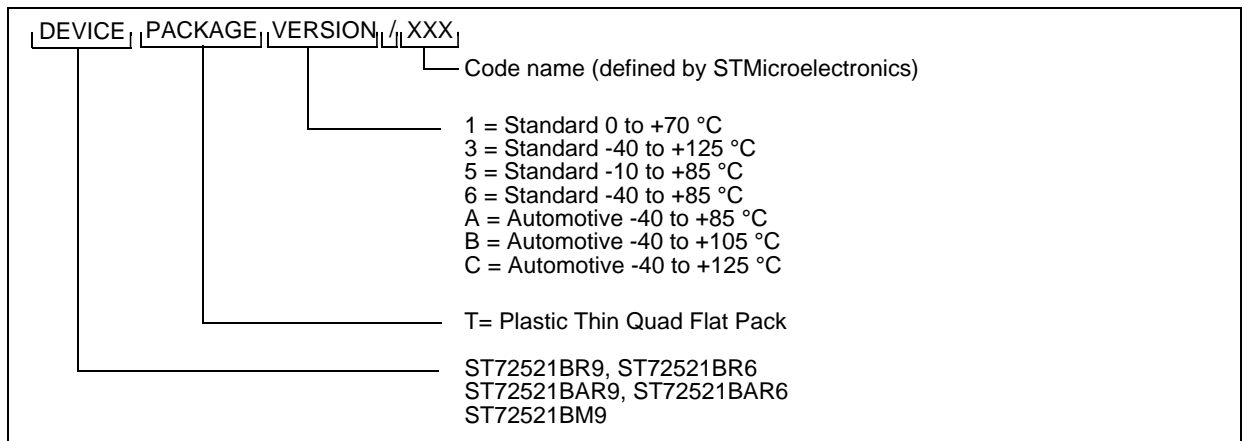 DEVICE PACKAGE VERSION / XXX
Code name (defined by STMicroelectronics)
1 = Standard 0 to +70 °C
3 = Standard -40 to +125 °C
5 = Standard -10 to +85 °C
6 = Standard -40 to +85 °C
A = Automotive -40 to +85 °C
B = Automotive -40 to +105 °C
C = Automotive -40 to +125 °C
T= Plastic Thin Quad Flat Pack
ST72521BR9, ST72521BR6
ST72521BAR9, ST72521BAR6
ST72521BM9